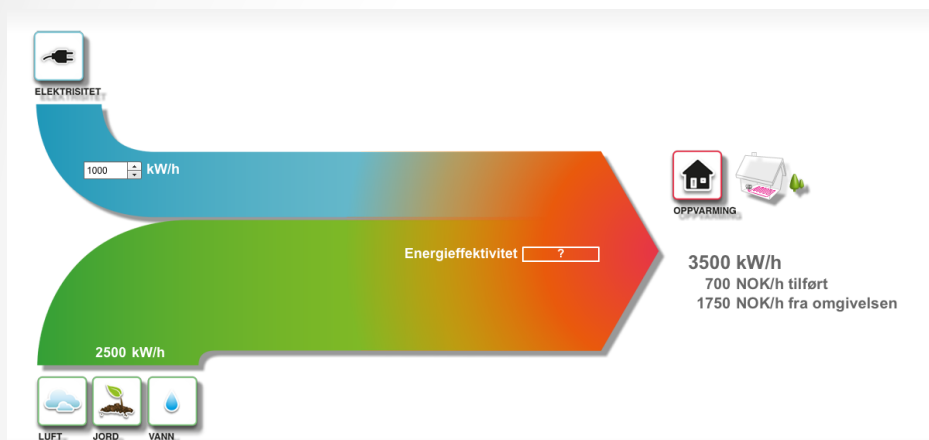 ELEKTRISITET
1000 kW/h
Energieffektivitet ?
OPPVARMING
3500 kW/h
700 NOK/h tilført
1750 NOK/h fra omgivelsen
2500 kW/h
LUFT JORD VANN